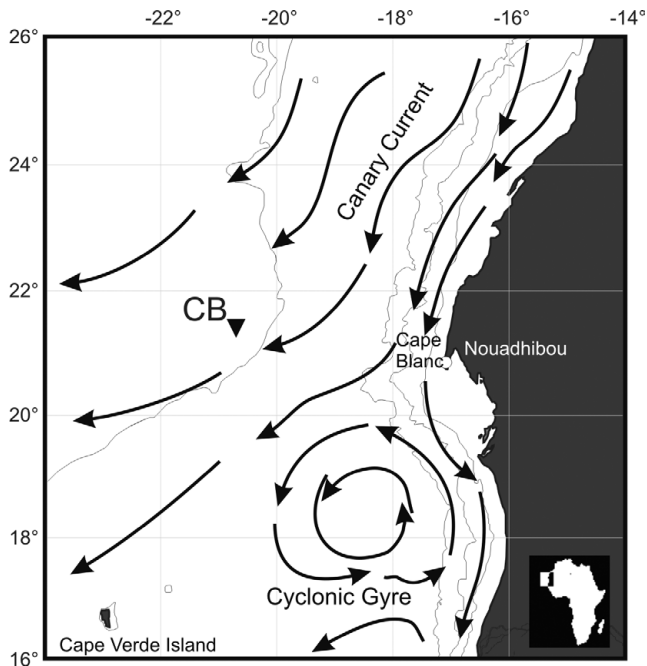 -22° -20° -18° -16° -14°
26°
24°
Canary Current
22°
CB
Cape
Blanc
Nouadhibou
20°
18°
Cyclonic Gyre
Cape Verde Island
16°